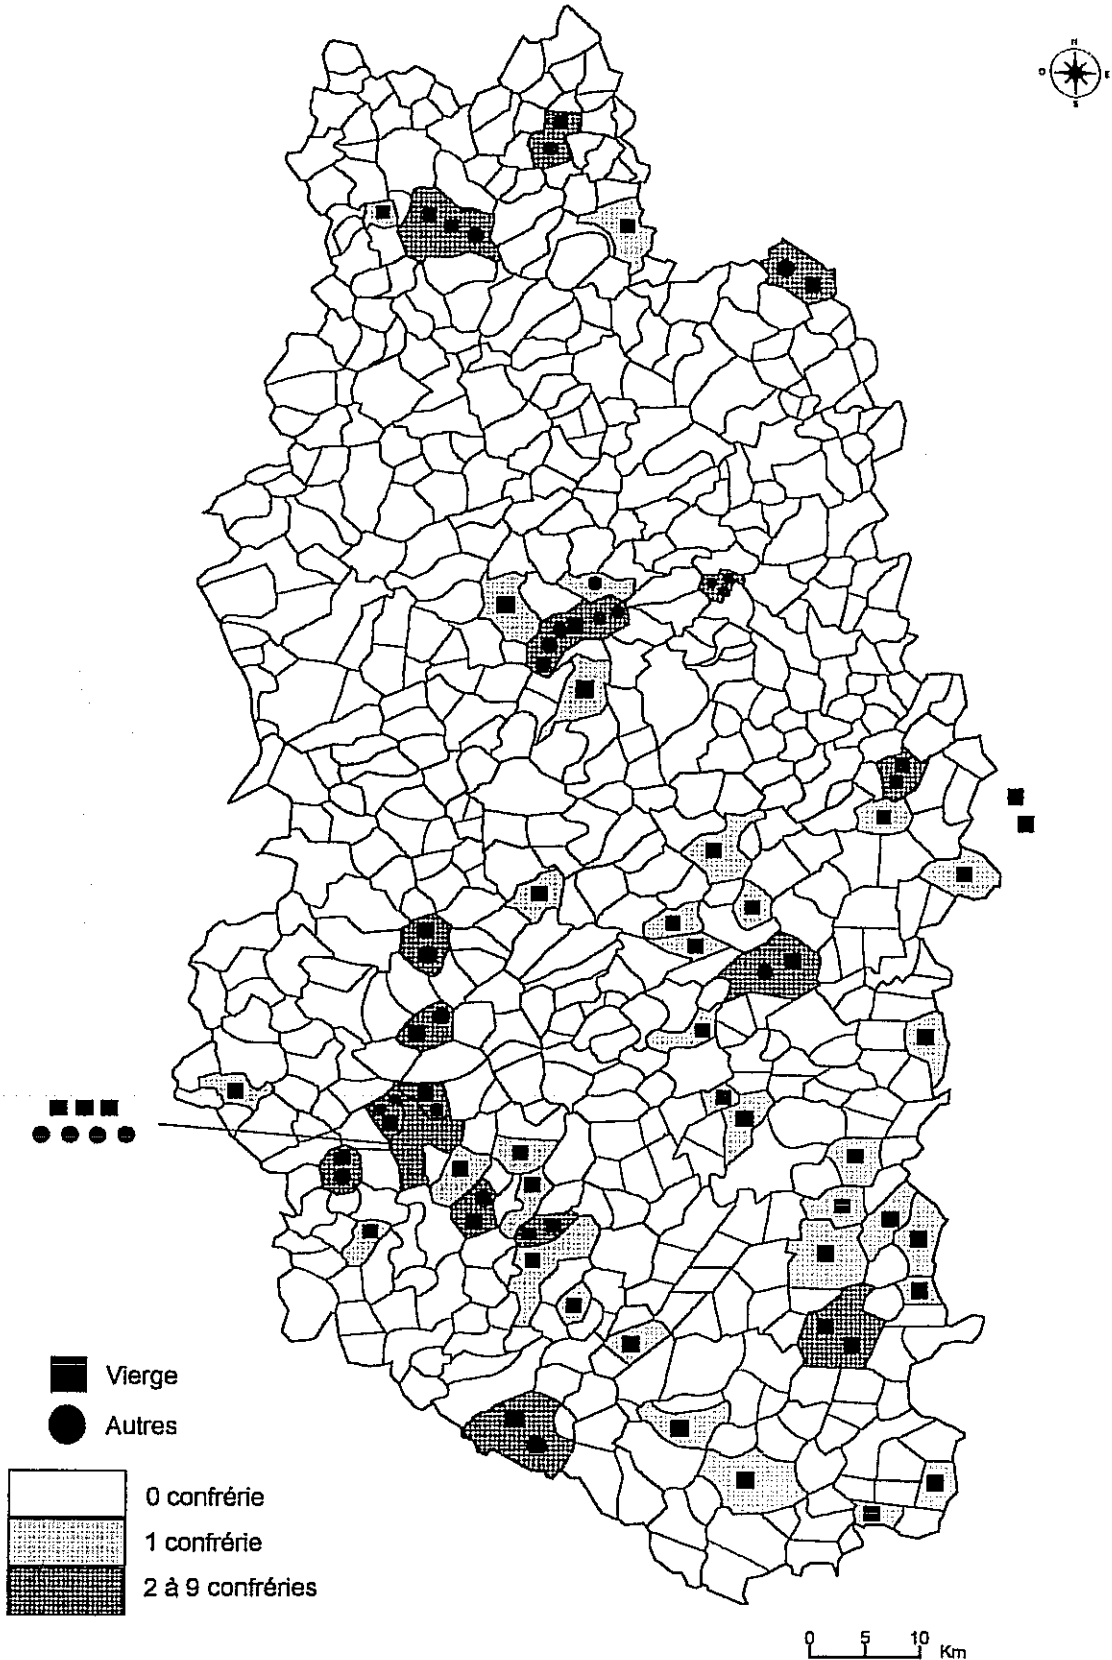 N
O
E
S
Vierge
Autres
0 confrérie
1 confrérie
2 à 9 confréries
0 5 10 Km